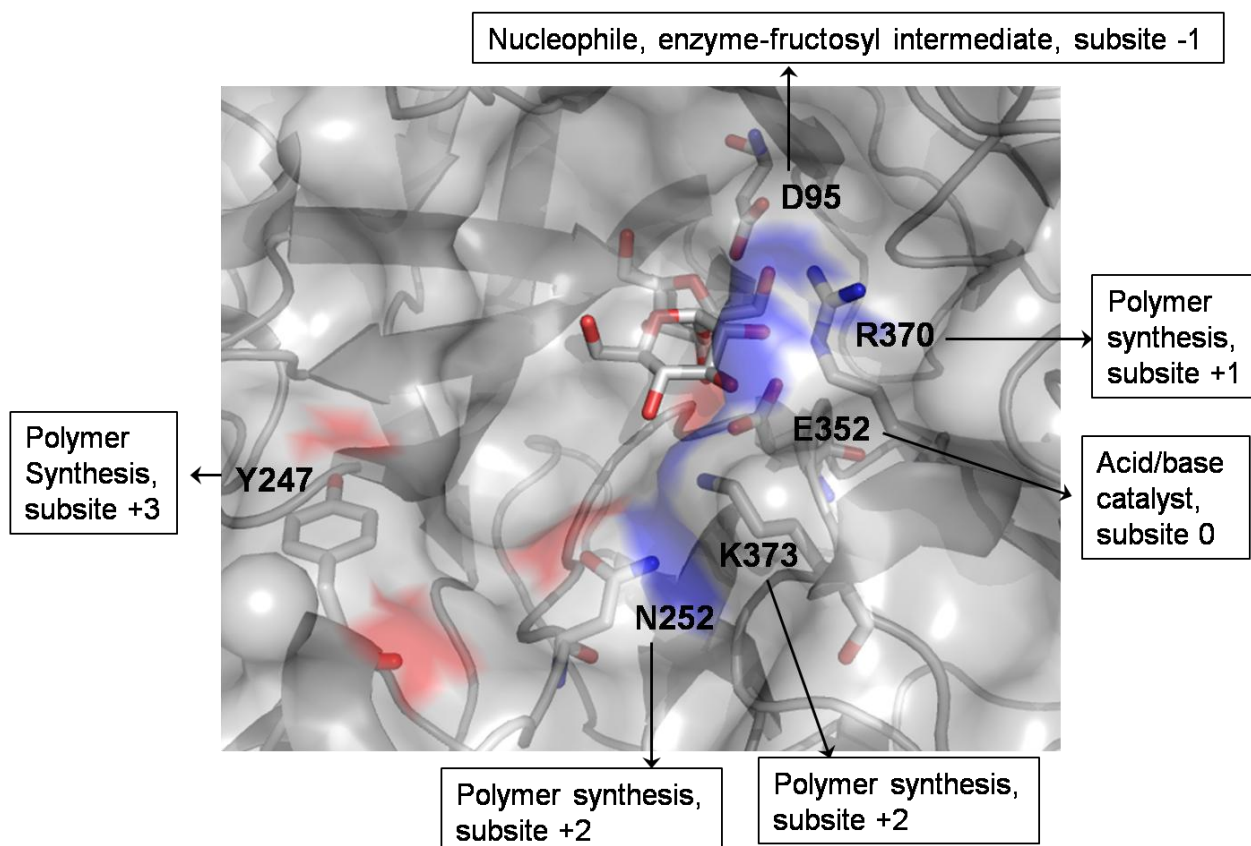 Nucleophile, enzyme-fructosyl intermediate, subsite -1
D95
R370
Polymer
synthesis,
subsite +1
E352
Acid/base
catalyst,
subsite 0
Polymer
Synthesis,
subsite +3
Y247
K373
N252
Polymer synthesis,
subsite +2
Polymer synthesis,
subsite +2